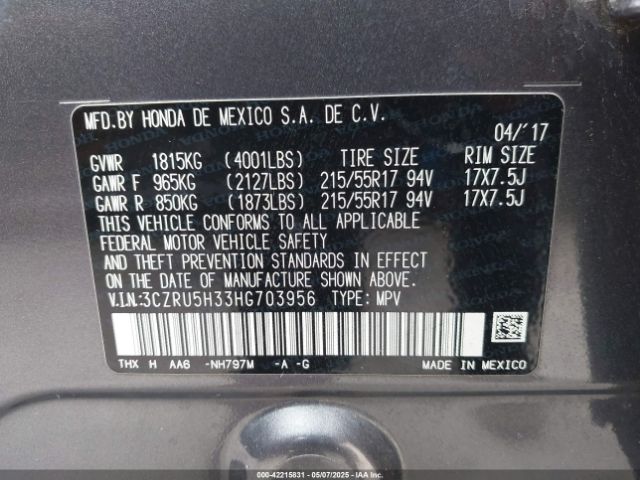 MFD.BY HONDA DE MEXICO S.A. DE C.V.
04/'17
GVWR 1815KG (4001LBS) TIRE SIZE RIM SIZE
GAWR F 965KG (2127LBS) 215/55R17 94V 17X7.5J
GAWR R 850KG (1873LBS) 215/55R17 94V 17X7.5J
THIS VEHICLE CONFORMS TO ALL APPLICABLE
FEDERAL MOTOR VEHICLE SAFETY
AND THEFT PREVENTION STANDARDS IN EFFECT
ON THE DATE OF MANUFACTURE SHOWN ABOVE.
V.I.N.:3CZRU5H33HG703956 TYPE: MPV
THX H AA6 -NH797M -A -G MADE IN MEXICO
000-42215831 - 05/07/2025 - IAAI.COM